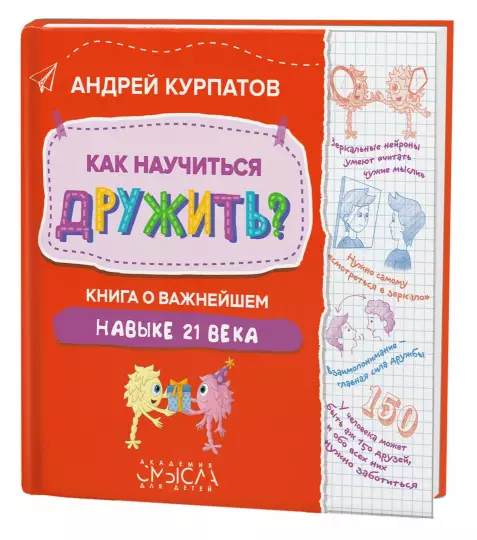 АНДРЕЙ КУРПАТОВ
КАК НАУЧИТЬСЯ
ДРУЖИТЬ?
КНИГА О ВАЖНЕЙШЕМ
НАВЫКЕ 21 ВЕКА
АКАДЕМИЯ
СМЫСЛА
ДЛЯ ДЕТЕЙ
Зеркальные нейроны
умеют «читать
чужие мысли»
Нужно самому
«смотреться в зеркало»
Взаимопонимание –
главная сила дружбы
150
У человека может
быть аж 150 друзей,
и обо всех них
нужно заботиться